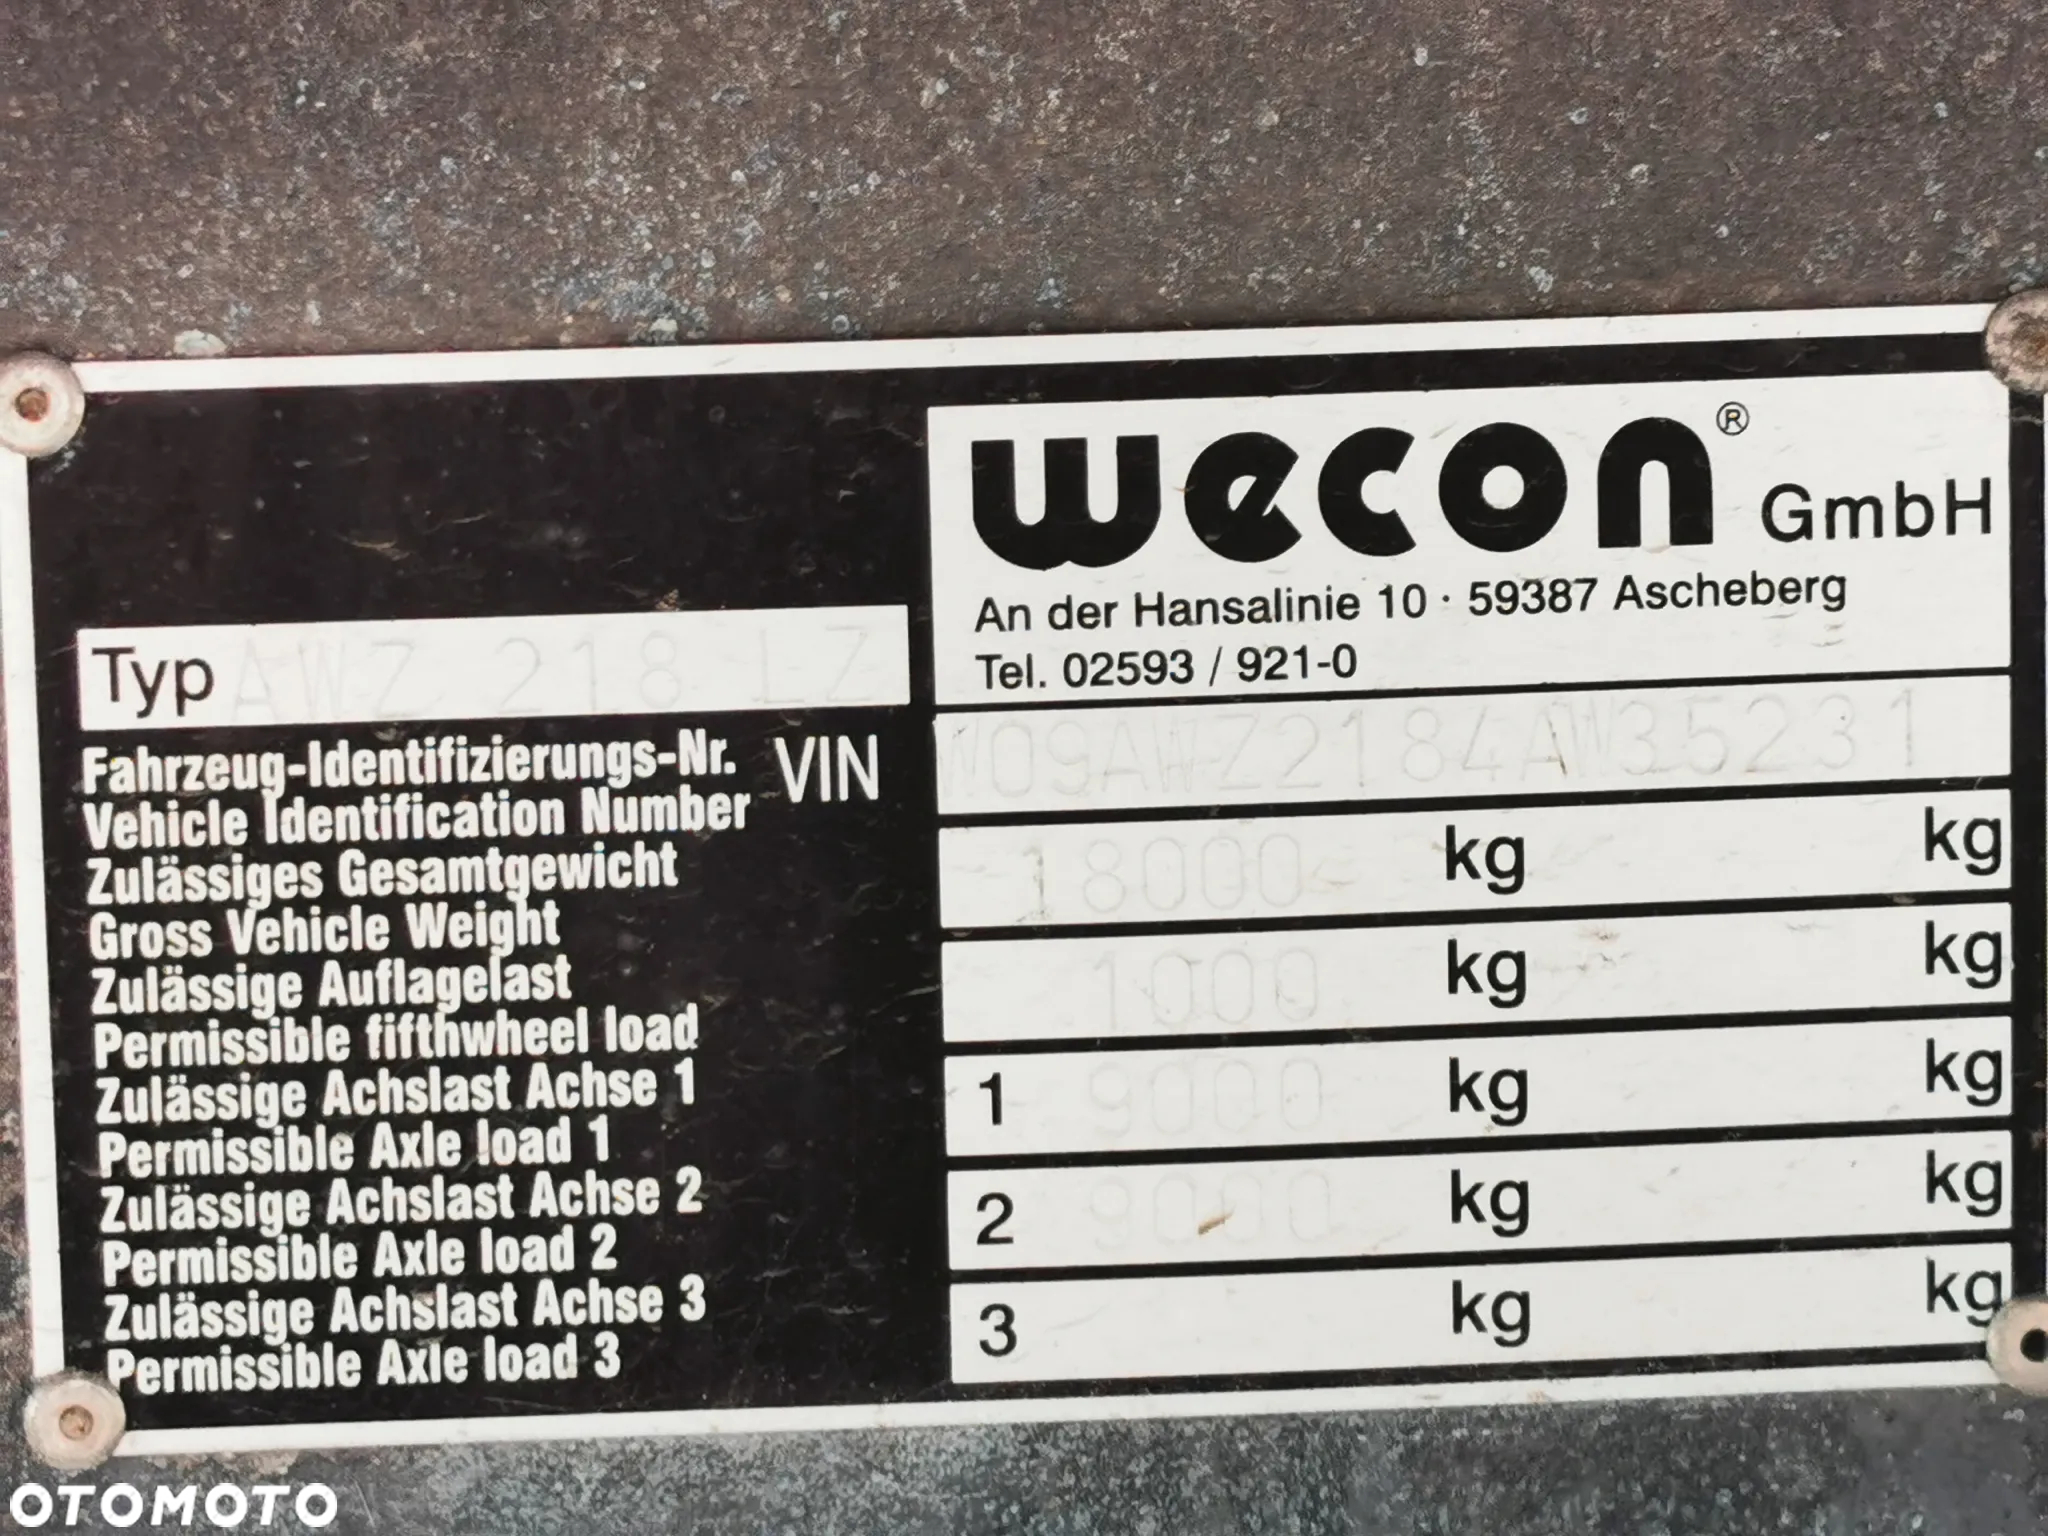 wecon® GmbH
An der Hansalinie 10 · 59387 Ascheberg
Tel. 02593 / 921-0
Typ AWZ 218 LZ
Fahrzeug-Identifizierungs-Nr. VIN W09AWZ2184AW35231
Vehicle Identification Number
Zulässiges Gesamtgewicht 18000 kg kg
Gross Vehicle Weight
Zulässige Auflagelast 1000 kg kg
Permissible fifthwheel load
Zulässige Achslast Achse 1 1 9000 kg kg
Permissible Axle load 1
Zulässige Achslast Achse 2 2 9000 kg kg
Permissible Axle load 2
Zulässige Achslast Achse 3 3 kg kg
Permissible Axle load 3
OTOMOTO